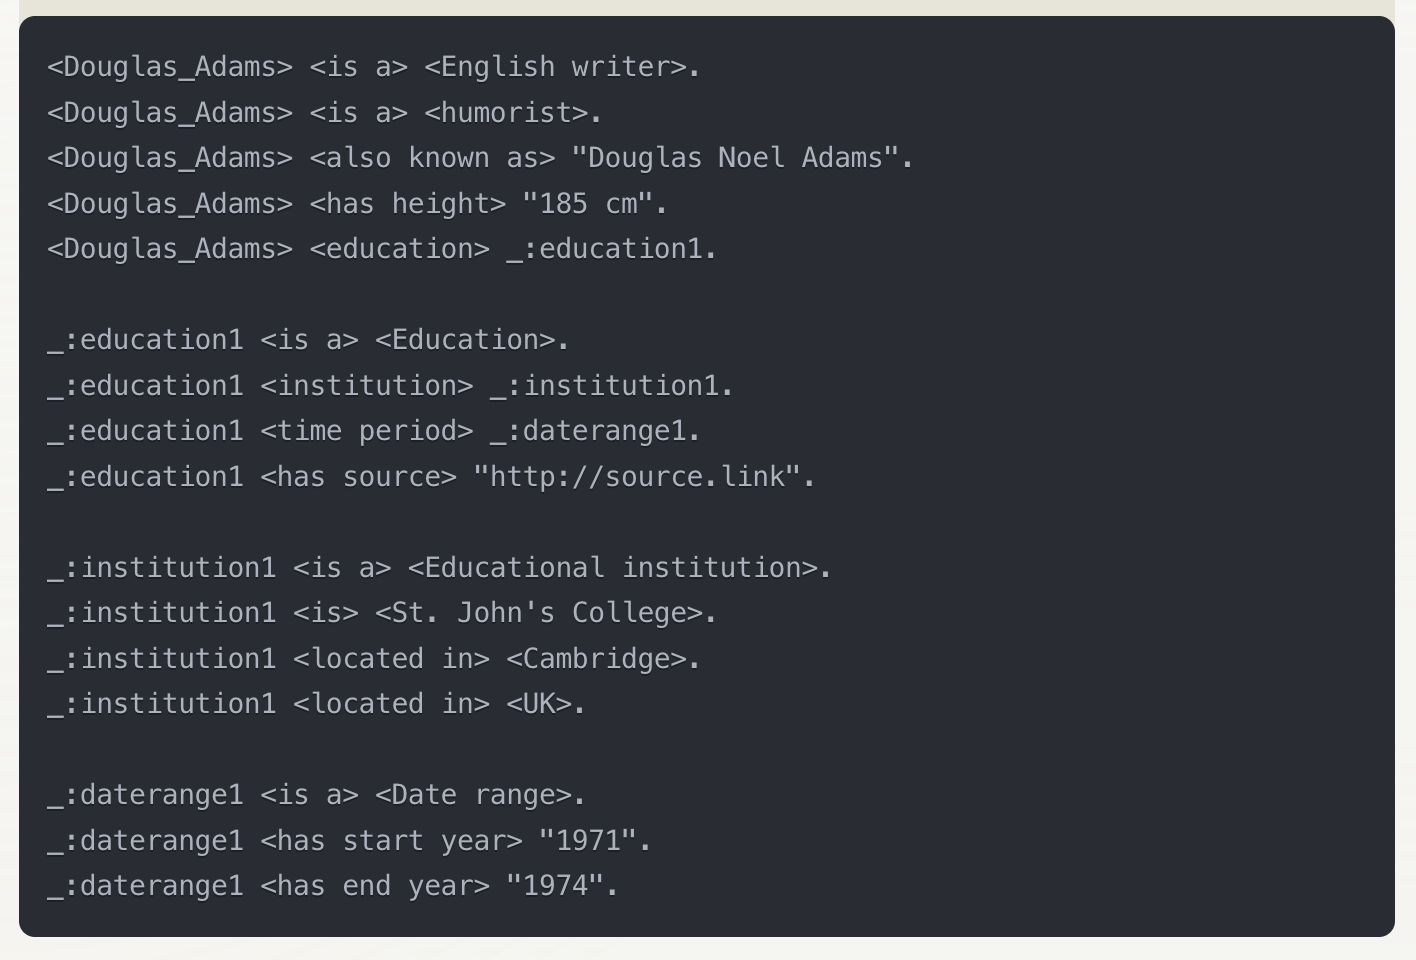 <Douglas_Adams> <is a> <English writer>.
<Douglas_Adams> <is a> <humorist>.
<Douglas_Adams> <also known as> "Douglas Noel Adams".
<Douglas_Adams> <has height> "185 cm".
<Douglas_Adams> <education> _:education1.

_:education1 <is a> <Education>.
_:education1 <institution> _:institution1.
_:education1 <time period> _:daterange1.
_:education1 <has source> "http://source.link".

_:institution1 <is a> <Educational institution>.
_:institution1 <is> <St. John's College>.
_:institution1 <located in> <Cambridge>.
_:institution1 <located in> <UK>.

_:daterange1 <is a> <Date range>.
_:daterange1 <has start year> "1971".
_:daterange1 <has end year> "1974".